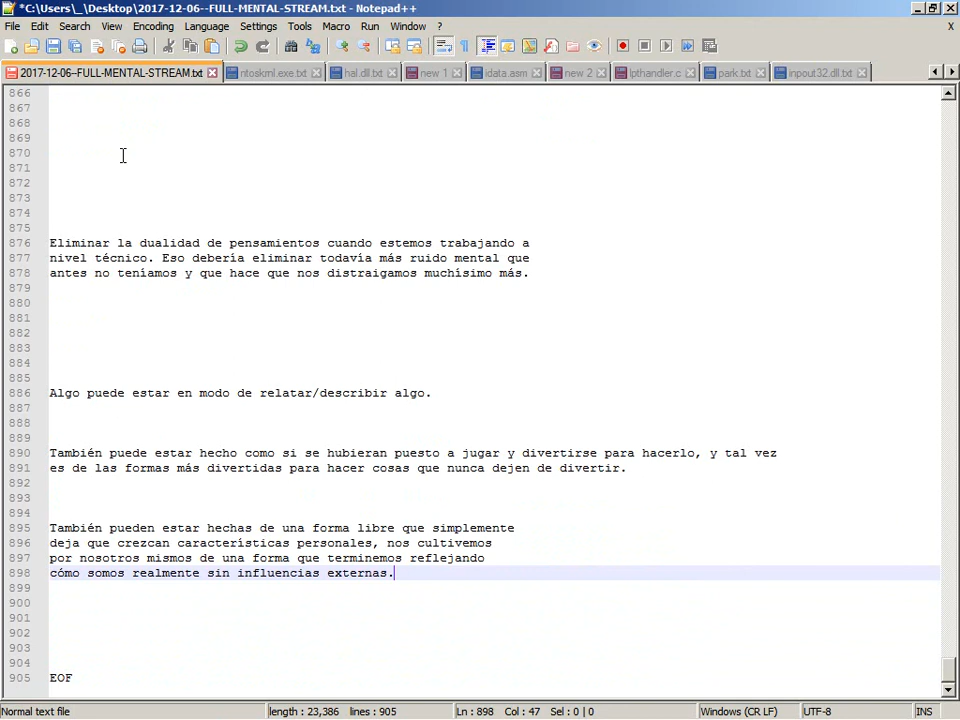 *C:\Users\_\Desktop\2017-12-06--FULL-MENTAL-STREAM.txt - Notepad++
File Edit Search View Encoding Language Settings Tools Macro Run Window ? X
2017-12-06--FULL-MENTAL-STREAM.txt ntoskrnl.exe.txt hal.dll.txt new 1 idata.asm new 2 lpthandler.c park.txt inpout32.dll.txt
866
867
868
869
870
871
872
873
874
875
876 Eliminar la dualidad de pensamientos cuando estemos trabajando a
877 nivel técnico. Eso debería eliminar todavía más ruido mental que
878 antes no teníamos y que hace que nos distraigamos muchísimo más.
879
880
881
882
883
884
885
886 Algo puede estar en modo de relatar/describir algo.
887
888
889
890 También puede estar hecho como si se hubieran puesto a jugar y divertirse para hacerlo, y tal vez
891 es de las formas más divertidas para hacer cosas que nunca dejen de divertir.
892
893
894
895 También pueden estar hechas de una forma libre que simplemente
896 deja que crezcan características personales, nos cultivemos
897 por nosotros mismos de una forma que terminemos reflejando
898 cómo somos realmente sin influencias externas.
899
900
901
902
903
904
905 EOF
Normal text file length : 23,386 lines : 905 Ln : 898 Col : 47 Sel : 0 | 0 Windows (CR LF) UTF-8 INS